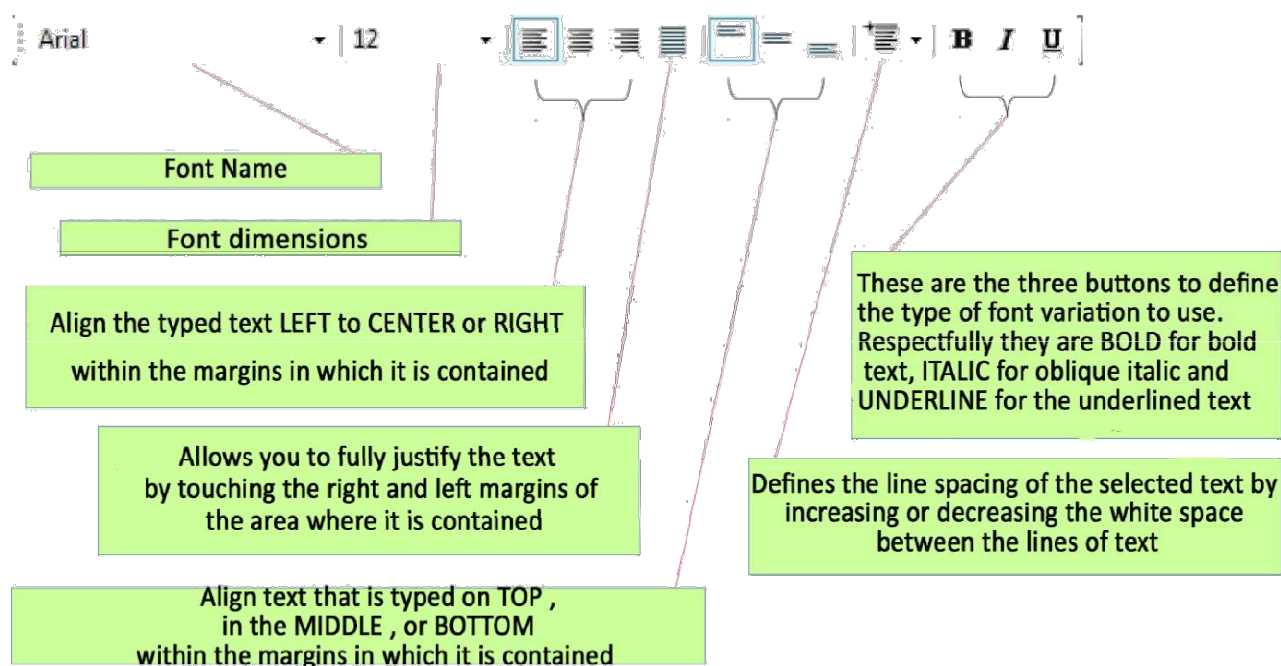 Arial 12 B I U
Font Name
Font dimensions
Align the typed text LEFT to CENTER or RIGHT
within the margins in which it is contained
Allows you to fully justify the text
by touching the right and left margins of
the area where it is contained
Align text that is typed on TOP ,
in the MIDDLE , or BOTTOM
within the margins in which it is contained
These are the three buttons to define
the type of font variation to use.
Respectfully they are BOLD for bold
text, ITALIC for oblique italic and
UNDERLINE for the underlined text
Defines the line spacing of the selected text by
increasing or decreasing the white space
between the lines of text